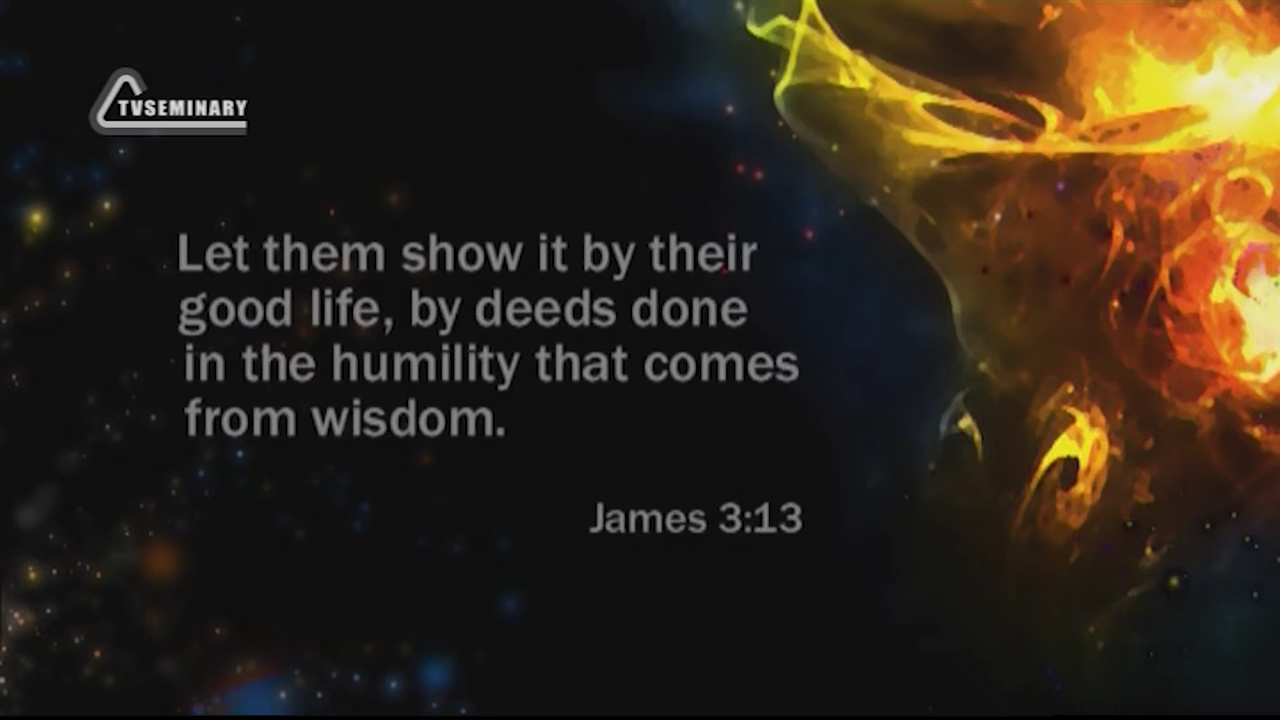 TVSEMINARY
Let them show it by their
good life, by deeds done
in the humility that comes
from wisdom.
James 3:13